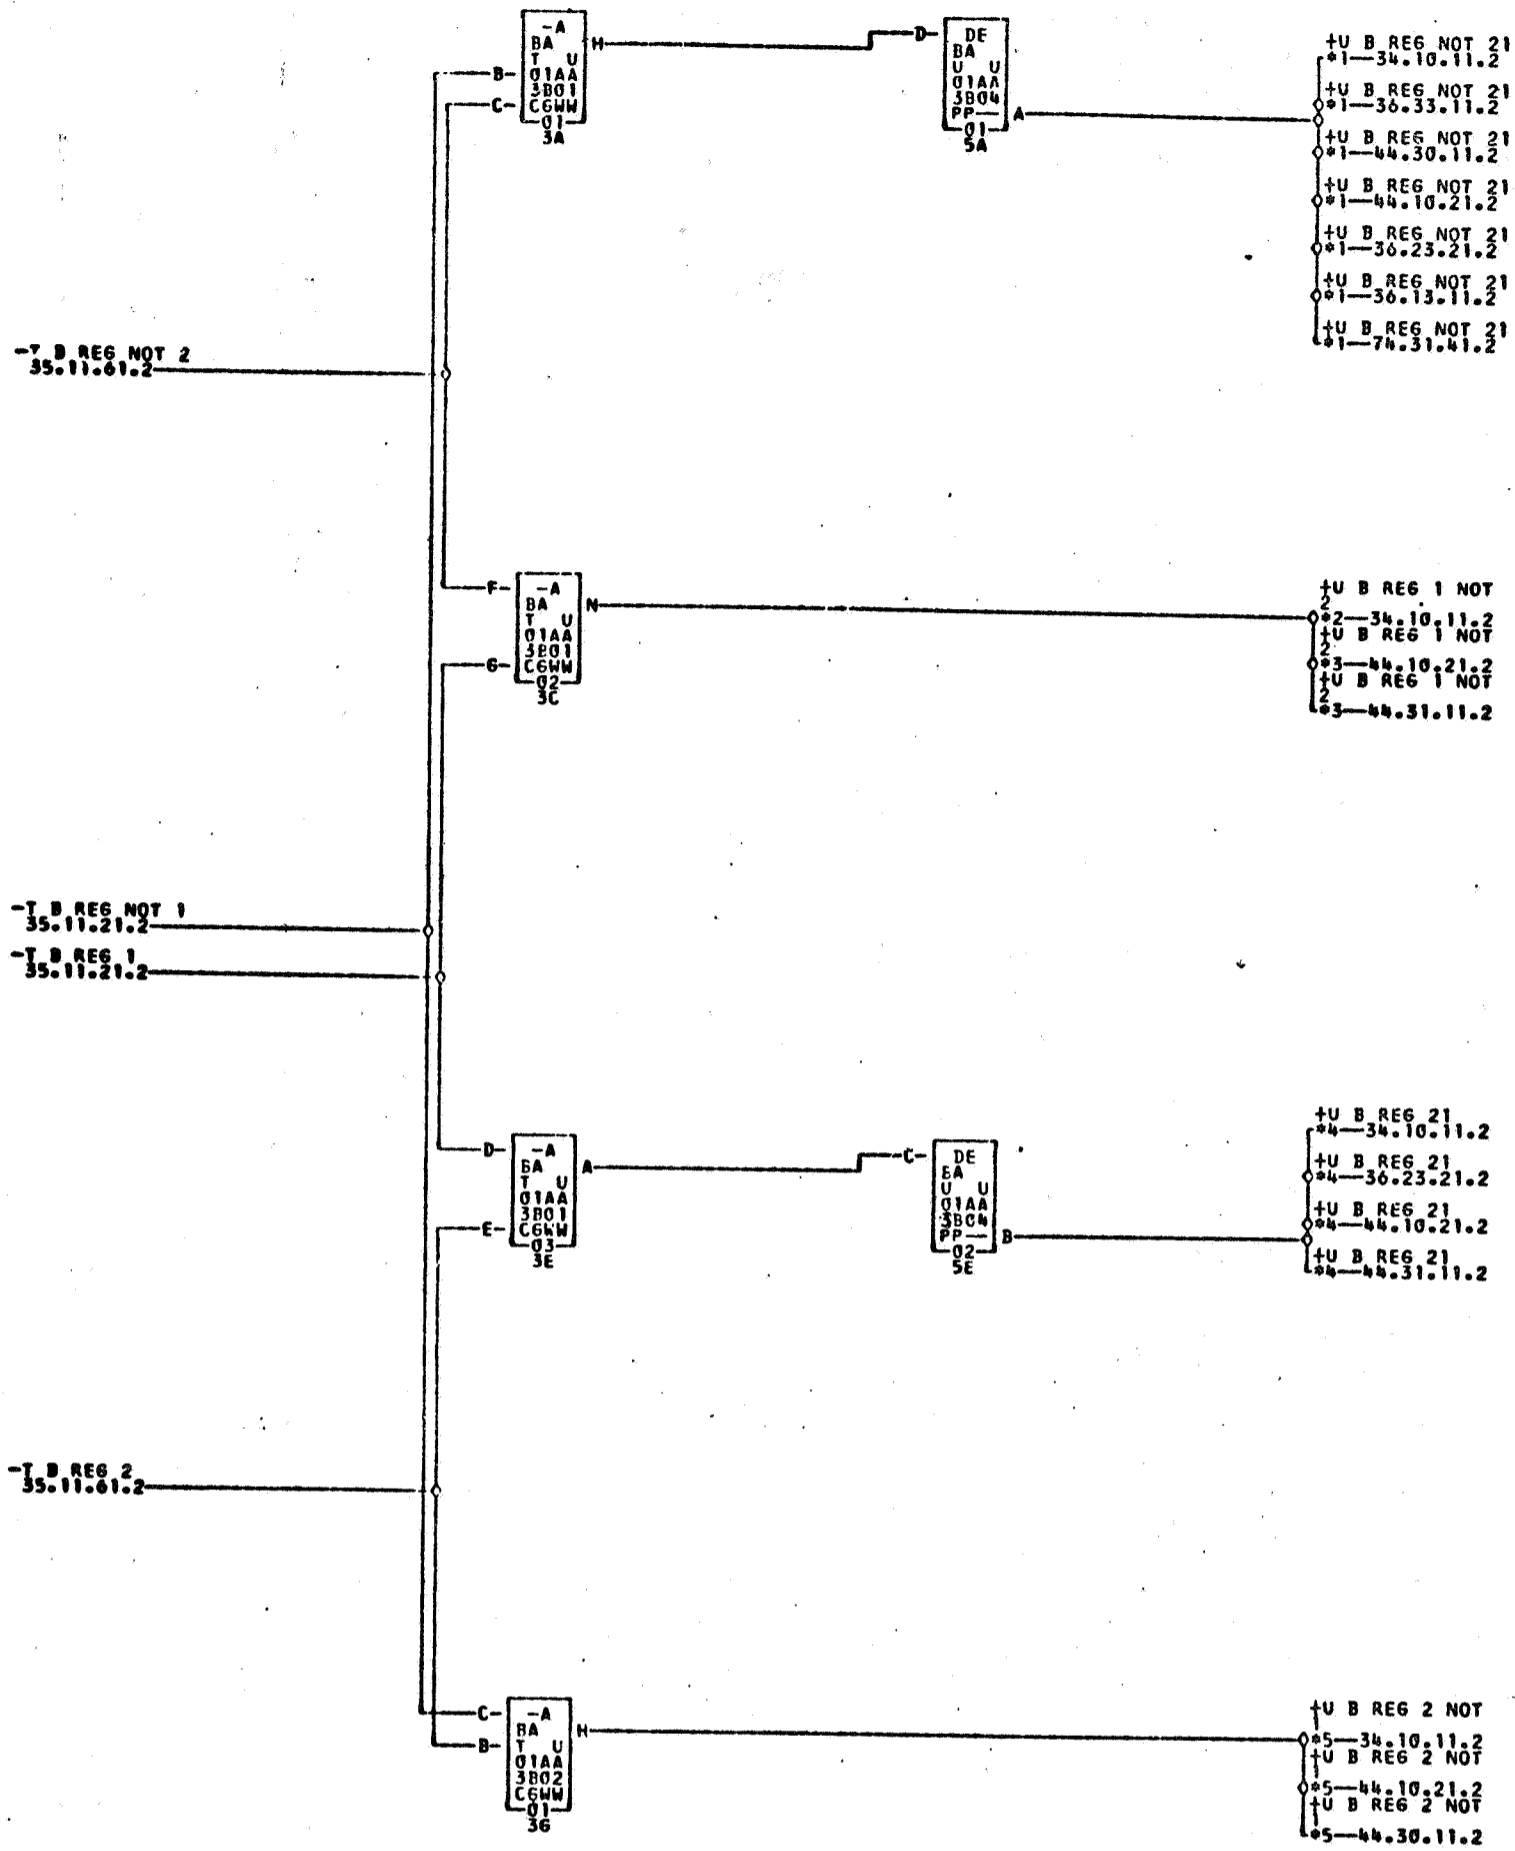 -A
BA
T U
01AA
3B01
CGWW
01
3A
B
C
H
D
DE
BA
U U
01AA
3B04
PP—
01
5A
A
+U B REG NOT 21
*1—34.10.11.2
+U B REG NOT 21
*1—36.33.11.2
+U B REG NOT 21
*1—44.30.11.2
+U B REG NOT 21
*1—44.10.21.2
+U B REG NOT 21
*1—36.23.21.2
+U B REG NOT 21
*1—36.13.11.2
+U B REG NOT 21
*1—74.31.41.2
-T B REG NOT 2
35.11.61.2
F
G
-A
BA
T U
01AA
3B01
CGWW
02
3C
N
+U B REG 1 NOT
2
*2—34.10.11.2
+U B REG 1 NOT
2
*3—44.10.21.2
+U B REG 1 NOT
2
*3—44.31.11.2
-T B REG NOT 1
35.11.21.2
-T B REG 1
35.11.21.2
D
E
-A
BA
T U
01AA
3B01
CGWW
03
3E
A
C
DE
BA
U U
01AA
3B04
PP—
02
5E
B
+U B REG 21
*4—34.10.11.2
+U B REG 21
*4—36.23.21.2
+U B REG 21
*4—44.10.21.2
+U B REG 21
*4—44.31.11.2
-T B REG 2
35.11.61.2
C
B
-A
BA
T U
01AA
3B02
CGWW
01
3G
H
+U B REG 2 NOT
1
*5—34.10.11.2
+U B REG 2 NOT
1
*5—44.10.21.2
+U B REG 2 NOT
1
*5—44.30.11.2